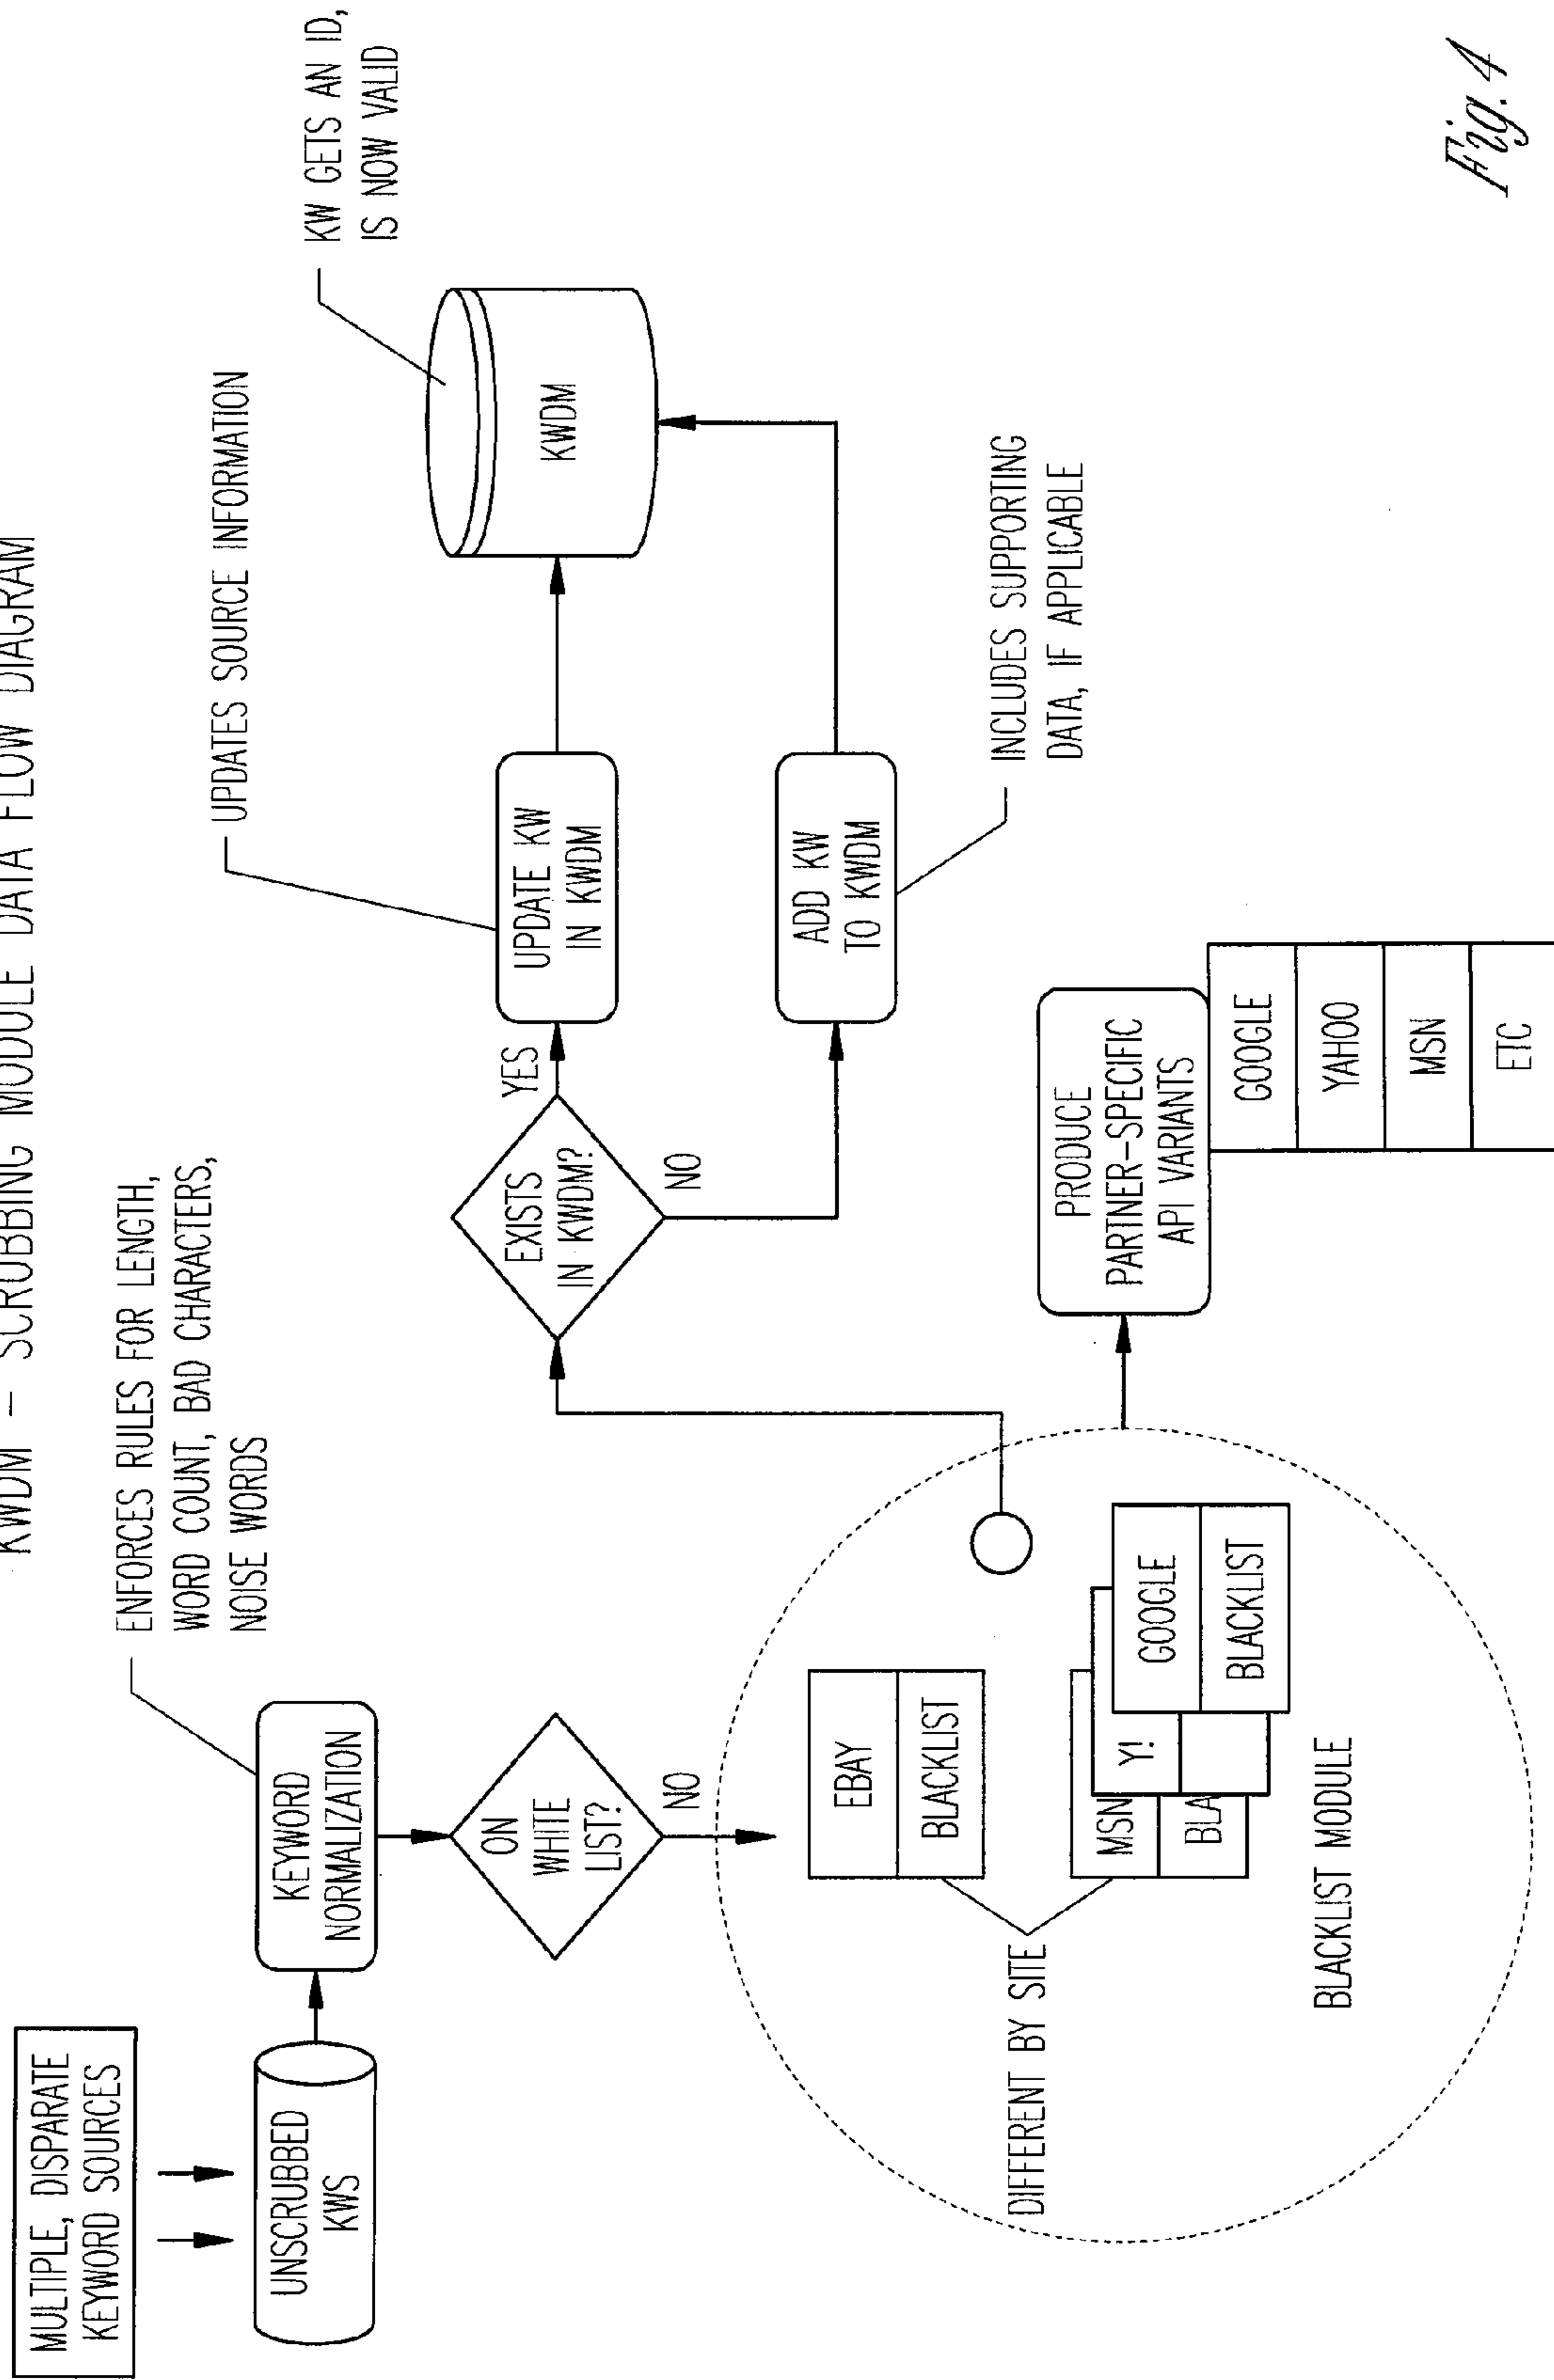 KWDM – SCRUBBING MODULE DATA FLOW DIAGRAM
MULTIPLE, DISPARATE
KEYWORD SOURCES
UNSCRUBBED
KWS
KEYWORD
NORMALIZATION
ENFORCES RULES FOR LENGTH,
WORD COUNT, BAD CHARACTERS,
NOISE WORDS
ON
WHITE
LIST?
NO
EBAY
BLACKLIST
DIFFERENT BY SITE
MSN
BLA
Y!
GOOGLE
BLACKLIST
BLACKLIST MODULE
EXISTS
IN KWDM?
YES
NO
UPDATE KW
IN KWDM
UPDATES SOURCE INFORMATION
ADD KW
TO KWDM
INCLUDES SUPPORTING
DATA, IF APPLICABLE
KWDM
KW GETS AN ID,
IS NOW VALID
PRODUCE
PARTNER–SPECIFIC
API VARIANTS
GOOGLE
YAHOO
MSN
ETC
Fig. 4